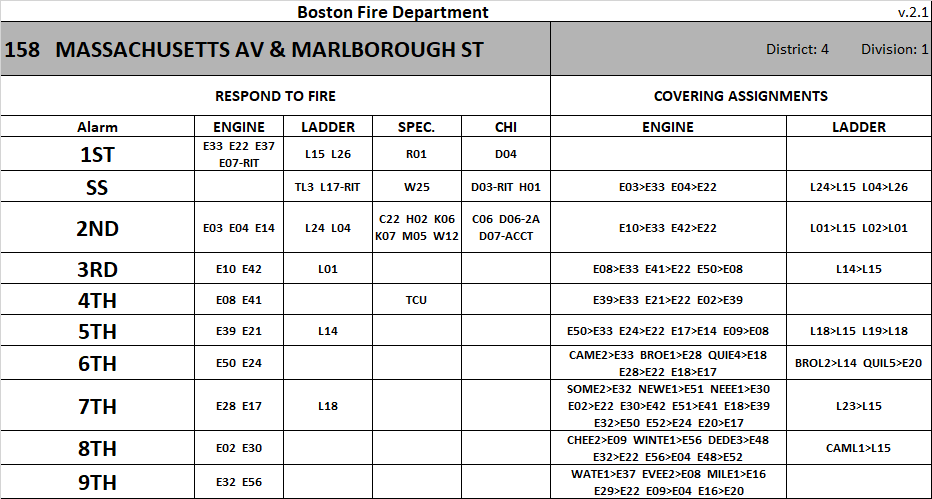 Boston Fire Department v.2.1
158 MASSACHUSETTS AV & MARLBOROUGH ST District: 4 Division: 1
RESPOND TO FIRE COVERING ASSIGNMENTS
Alarm ENGINE LADDER SPEC. CHI ENGINE LADDER
1ST E33 E22 E37 L15 L26 R01 D04
E07-RIT
SS TL3 L17-RIT W25 D03-RIT H01 E03>E33 E04>E22 L24>L15 L04>L26
2ND E03 E04 E14 L24 L04 C22 H02 K06 C06 D06-2A E10>E33 E42>E22 L01>L15 L02>L01
K07 M05 W12 D07-ACCT
3RD E10 E42 L01 E08>E33 E41>E22 E50>E08 L14>L15
4TH E08 E41 TCU E39>E33 E21>E22 E02>E39
5TH E39 E21 L14 E50>E33 E24>E22 E17>E14 E09>E08 L18>L15 L19>L18
6TH E50 E24 CAME2>E33 BROE1>E28 QUIE4>E18 BROL2>L14 QUIL5>E20
E28>E22 E18>E17
7TH E28 E17 L18 SOME2>E32 NEWE1>E51 NEEE1>E30 L23>L15
E02>E22 E30>E42 E51>E41 E18>E39
E32>E50 E52>E24 E20>E17
8TH E02 E30 CHEE2>E09 WINTE1>E56 DEDE3>E48 CAML1>L15
E32>E22 E56>E04 E48>E52
9TH E32 E56 WATE1>E37 EVEE2>E08 MILE1>E16
E29>E22 E09>E04 E16>E20